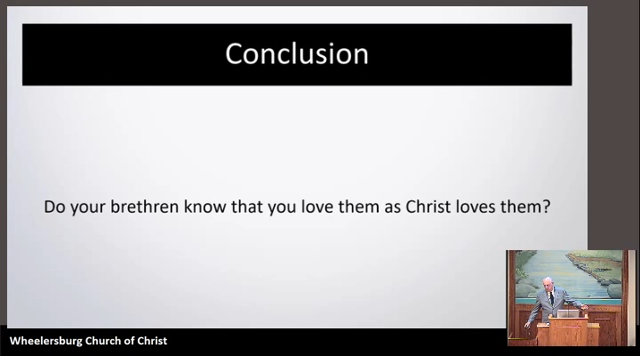 Conclusion
Do your brethren know that you love them as Christ loves them?
Wheelersburg Church of Christ